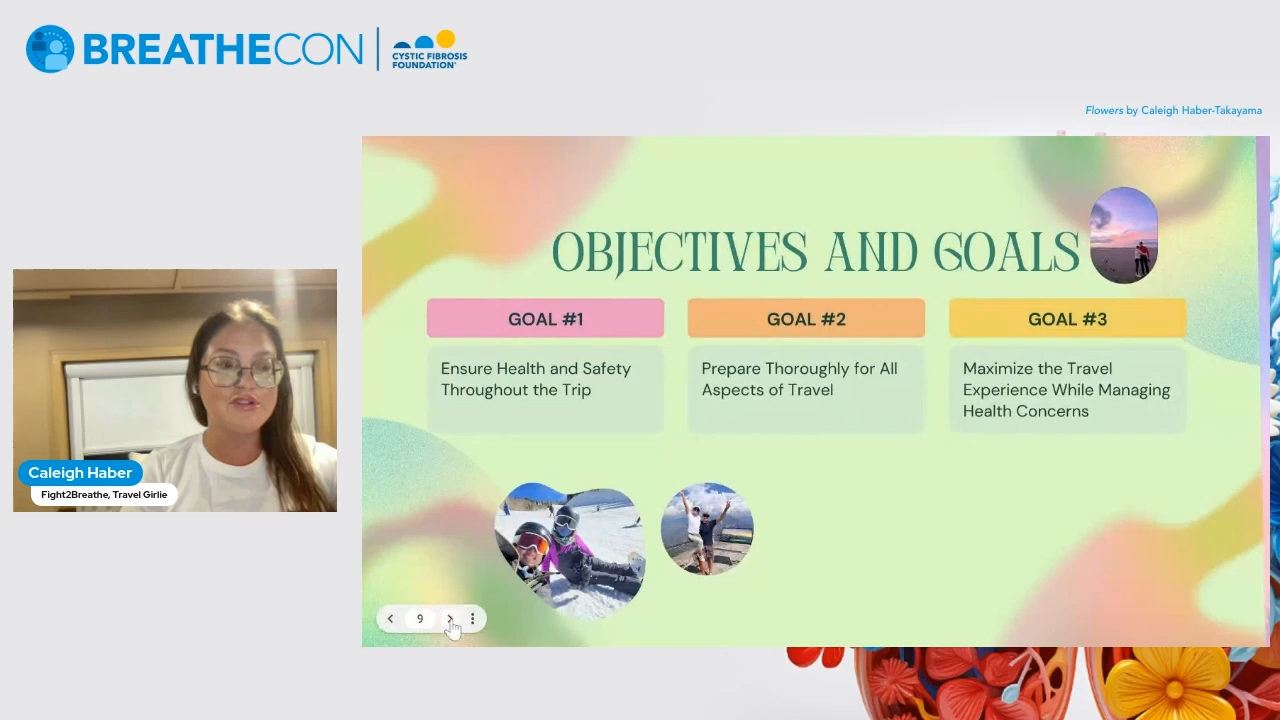 BREATHECON
CYSTIC FIBROSIS
FOUNDATION
Flowers by Caleigh Haber-Takayama
OBJECTIVES AND GOALS
GOAL #1
Ensure Health and Safety
Throughout the Trip
GOAL #2
Prepare Thoroughly for All
Aspects of Travel
GOAL #3
Maximize the Travel
Experience While Managing
Health Concerns
Caleigh Haber
Fight2Breathe, Travel Girlie
9